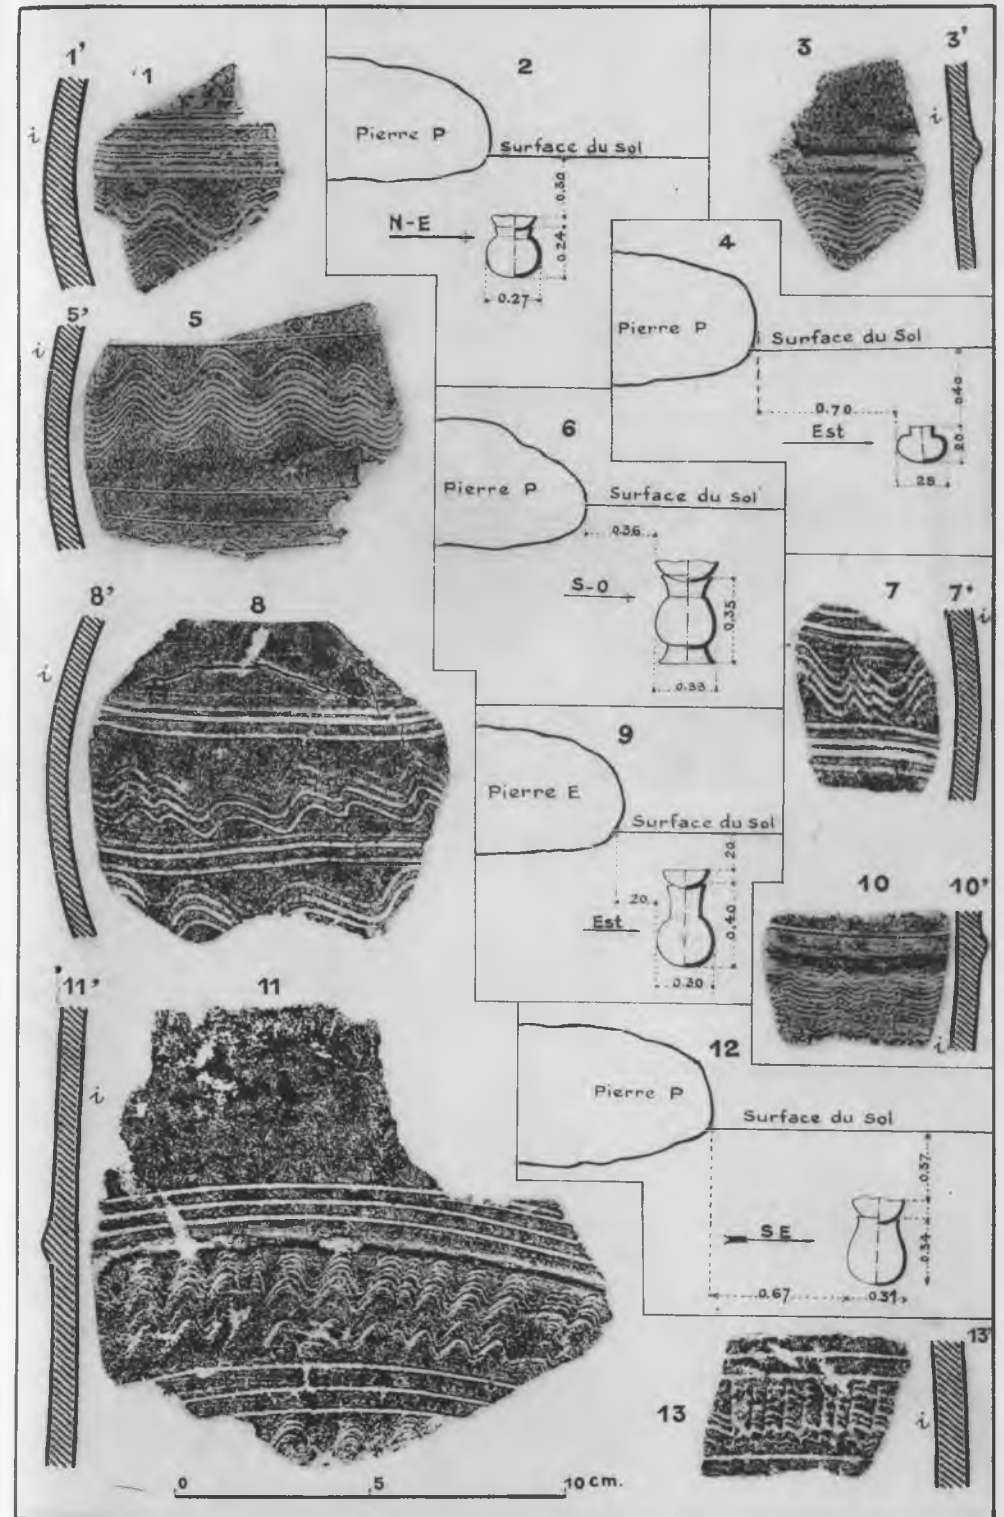 1'
1
i
2
Pierre P
Surface du Sol
0.30
N-E
0.24
0.27
3
3'
i
4
Pierre P
Surface du Sol
0.70
Est
040
20
28
5'
5
i
6
Pierre P
Surface du Sol
0.36
S-O
0.35
0.33
7
7'
i
8'
8
i
9
Pierre E
Surface du Sol
20
20
Est
0.40
0.30
10
10'
i
11'
11
i
12
Pierre P
Surface du Sol
0.37
SE
0.34
0.67
0.31
13
13'
i
0
5
10 cm.